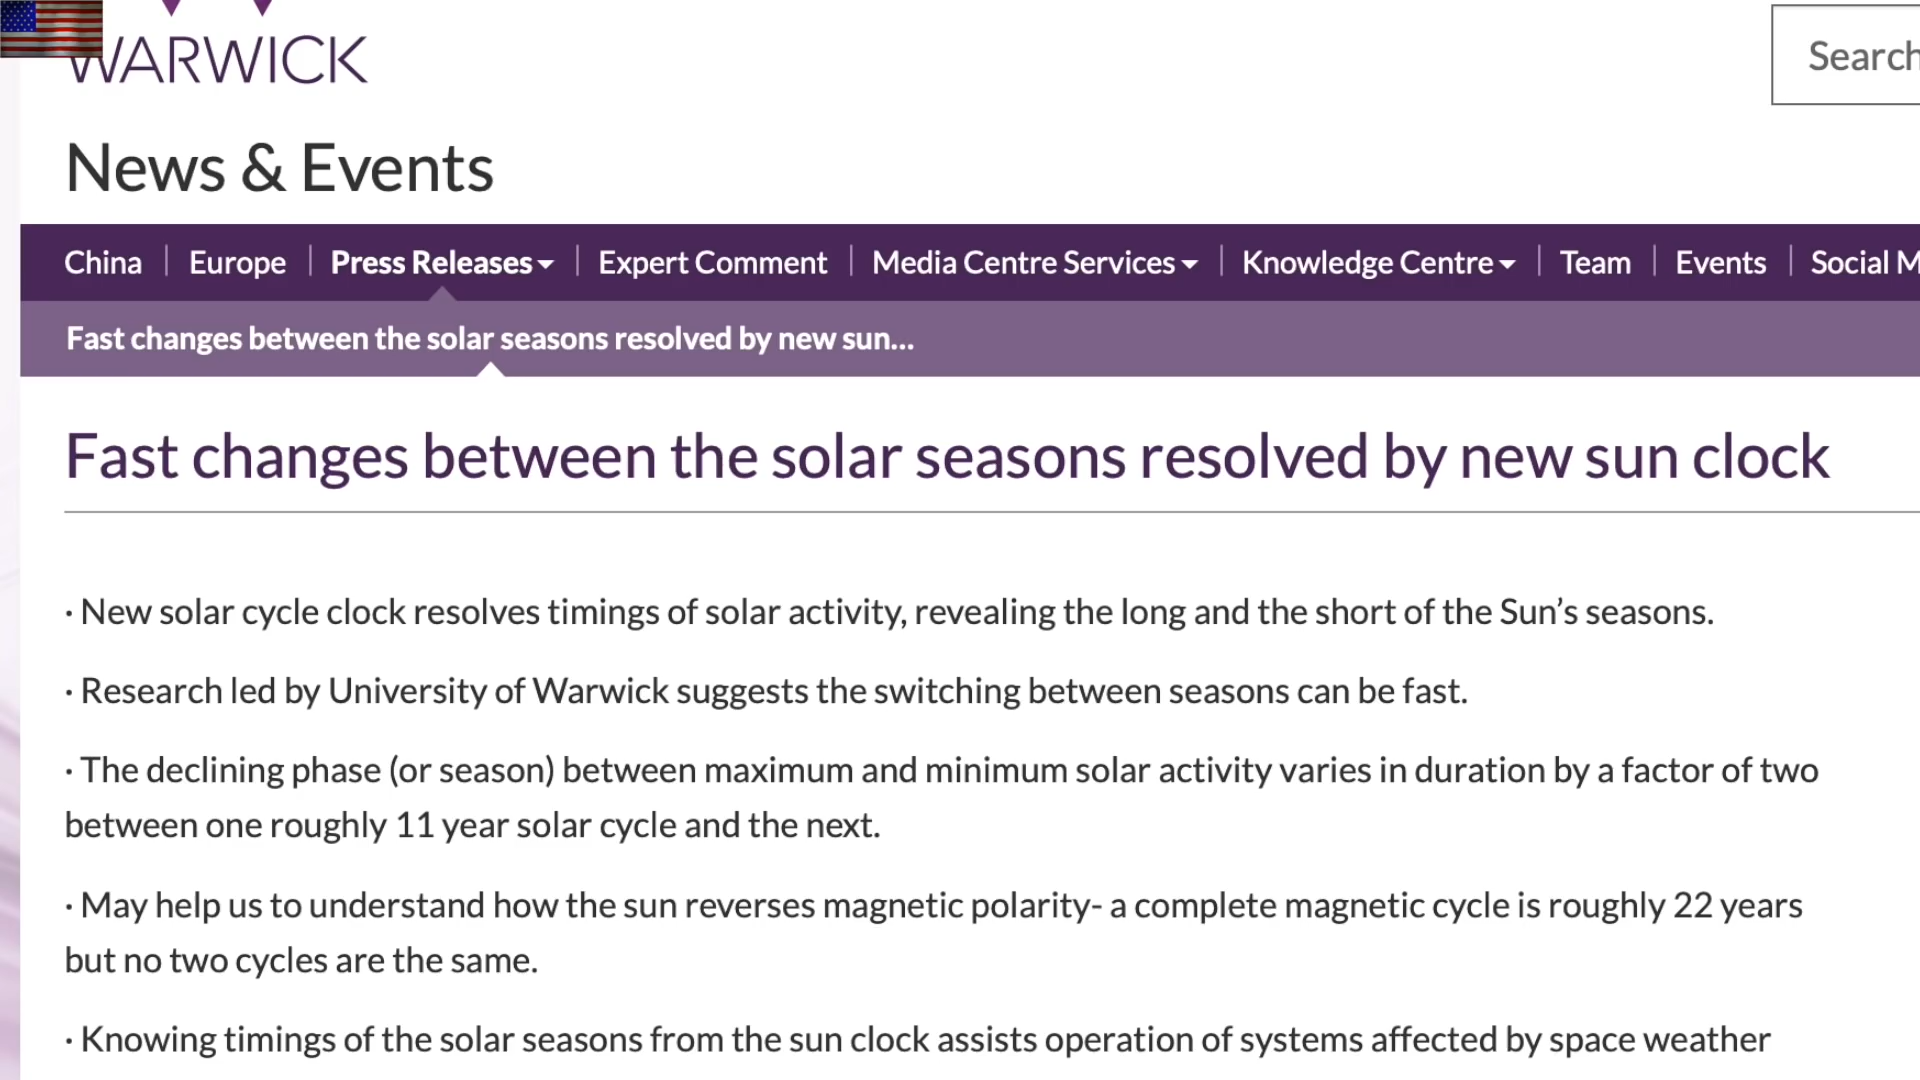 WARWICK
Search
News & Events
China
Europe
Press Releases
Expert Comment
Media Centre Services
Knowledge Centre
Team
Events
Social M
Fast changes between the solar seasons resolved by new sun...
Fast changes between the solar seasons resolved by new sun clock
· New solar cycle clock resolves timings of solar activity, revealing the long and the short of the Sun’s seasons.
· Research led by University of Warwick suggests the switching between seasons can be fast.
· The declining phase (or season) between maximum and minimum solar activity varies in duration by a factor of two
between one roughly 11 year solar cycle and the next.
· May help us to understand how the sun reverses magnetic polarity- a complete magnetic cycle is roughly 22 years
but no two cycles are the same.
· Knowing timings of the solar seasons from the sun clock assists operation of systems affected by space weather